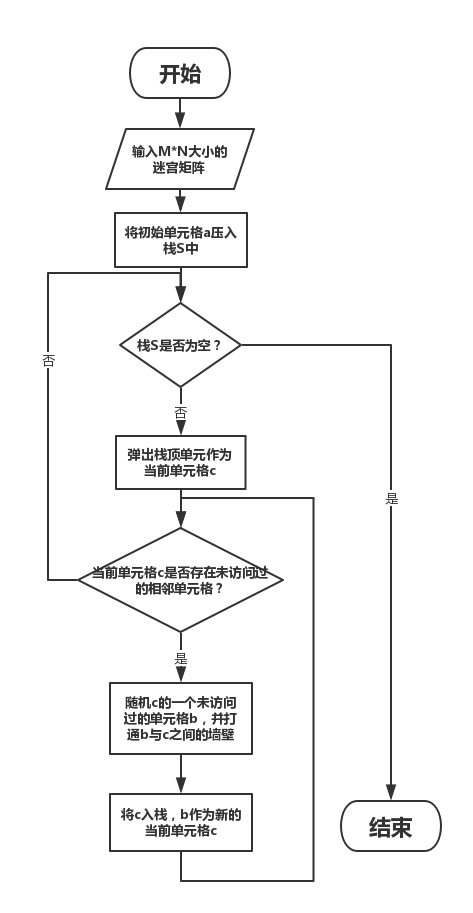 开始
输入M*N大小的
迷宫矩阵
将初始单元格a压入
栈S中
栈S是否为空？
否
否
弹出栈顶单元作为
当前单元格c
是
当前单元格c是否存在未访问过
的相邻单元格？
是
随机c的一个未访问
过的单元格b，并打
通b与c之间的墙壁
将c入栈，b作为新的
当前单元格c
结束